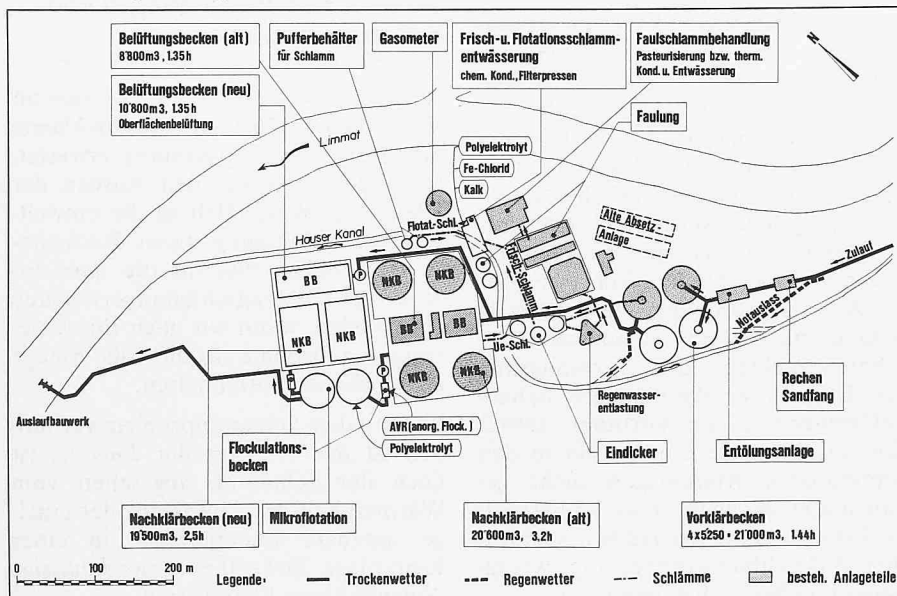 Belüftungsbecken (alt)
8'800m3, 1.35h
Pufferbehälter
für Schlamm
Gasometer
Frisch-u. Flotationsschlamm-
entwässerung
chem. Kond., Filterpressen
Faulschlammbehandlung
Pasteurisierung bzw. therm.
Kond. u. Entwässerung
N
Belüftungsbecken (neu)
10'800m3, 1.35h
Oberflächenbelüftung
Faulung
Limmat
Polyelektrolyt
Fe-Chlorid
Kalk
Flotat-Schl.
Hauser Kanal
Frisch-Schlamm
Alte Absetz-
Anlage
Zulauf
BB
P
NKB
NKB
NKB
NKB
BB
BB
Ue-Schl.
Notauslass
P
NKB
NKB
Regenwasser-
entlastung
Rechen
Sandfang
Auslaufbauwerk
AVR (anorg. Flock.)
Polyelektrolyt
Flockulations-
becken
Eindicker
Entölungsanlage
Nachklärbecken (neu)
19'500m3, 2,5h
Mikroflotation
Nachklärbecken (alt)
20'600m3, 3,2h
Vorklärbecken
4x5250 = 21'000m3, 1.44h
0 100 200 m
Legende: Trockenwetter Regenwetter Schlämme besteh. Anlageteile